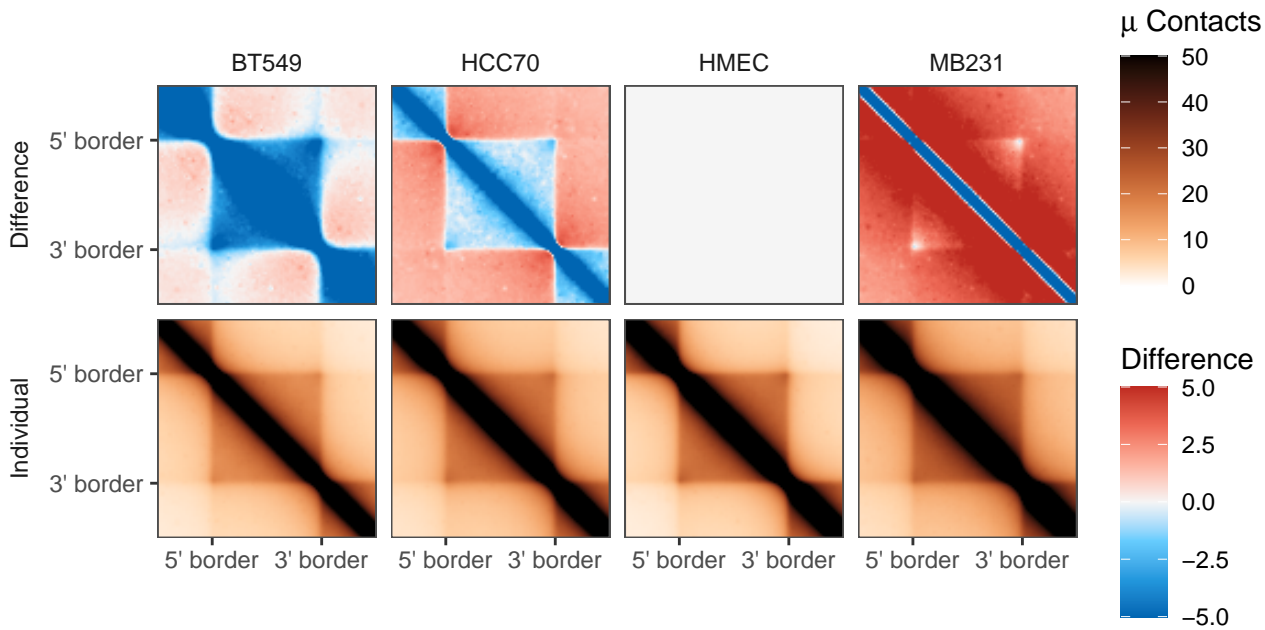 BT549
HCC70
HMEC
MB231
Difference
5' border
3' border
Individual
5' border
3' border
5' border 3' border
5' border 3' border
5' border 3' border
5' border 3' border
μ Contacts
50
40
30
20
10
0
Difference
5.0
2.5
0.0
−2.5
−5.0